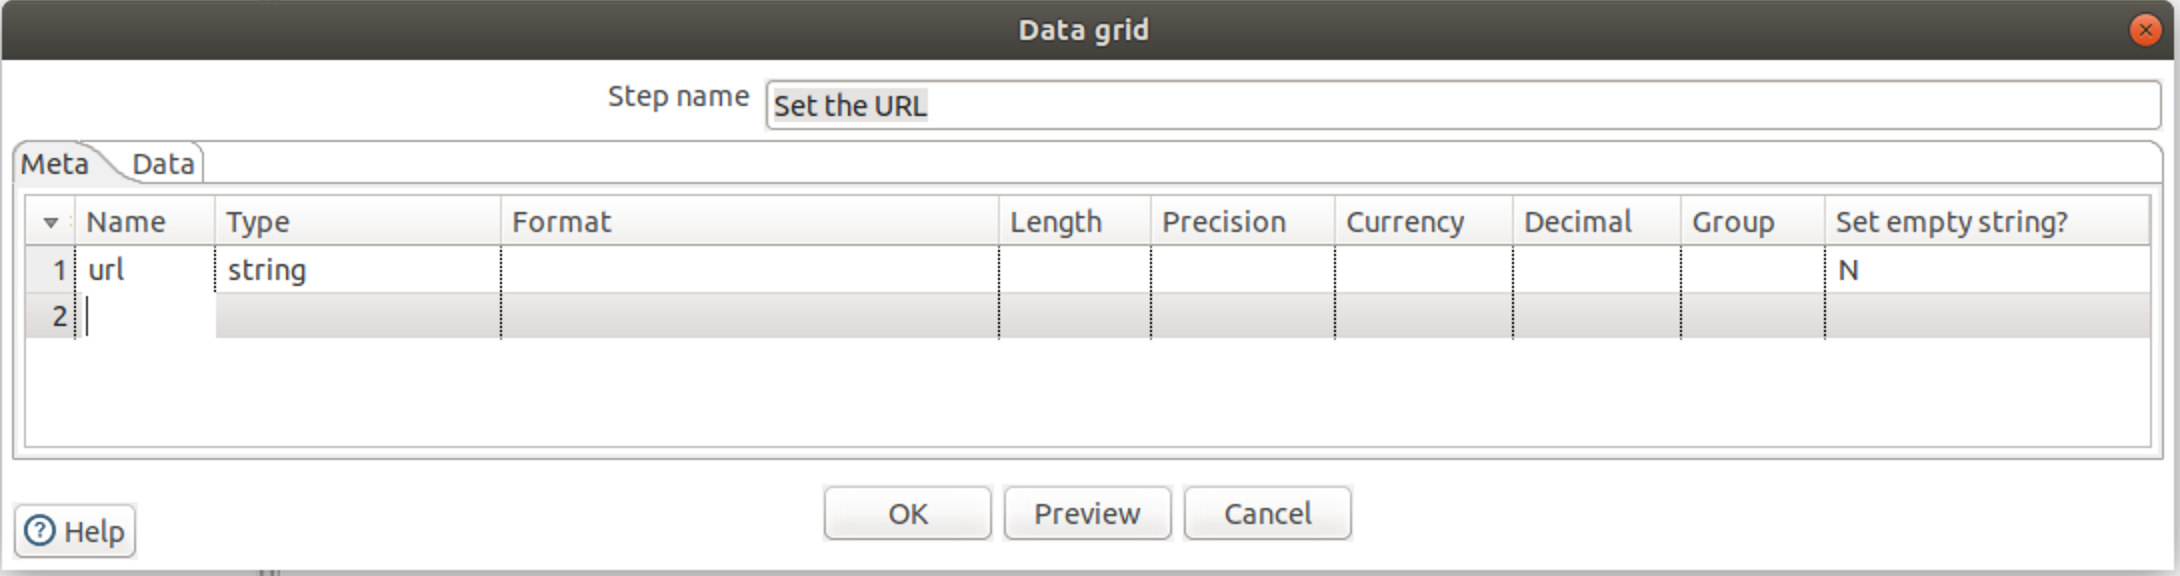 Data grid
Step name Set the URL
Meta Data
Name Type Format Length Precision Currency Decimal Group Set empty string?
1 url string N
2
OK Preview Cancel
Help